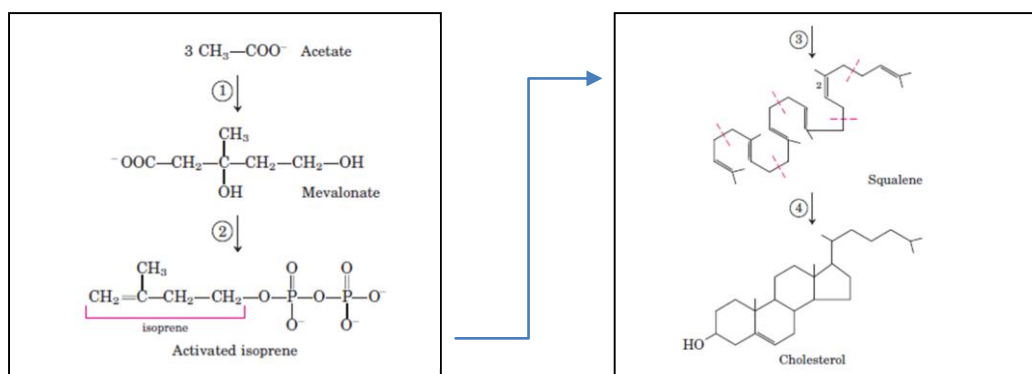 3 CH₃—COO⁻ Acetate
①
CH₃
⁻OOC—CH₂—C—CH₂—CH₂—OH
OH
Mevalonate
②
CH₃ O O
CH₂=C—CH₂—CH₂—O—P—O—P—O⁻
O⁻ O⁻
isoprene
Activated isoprene
③
2
Squalene
④
HO
Cholesterol